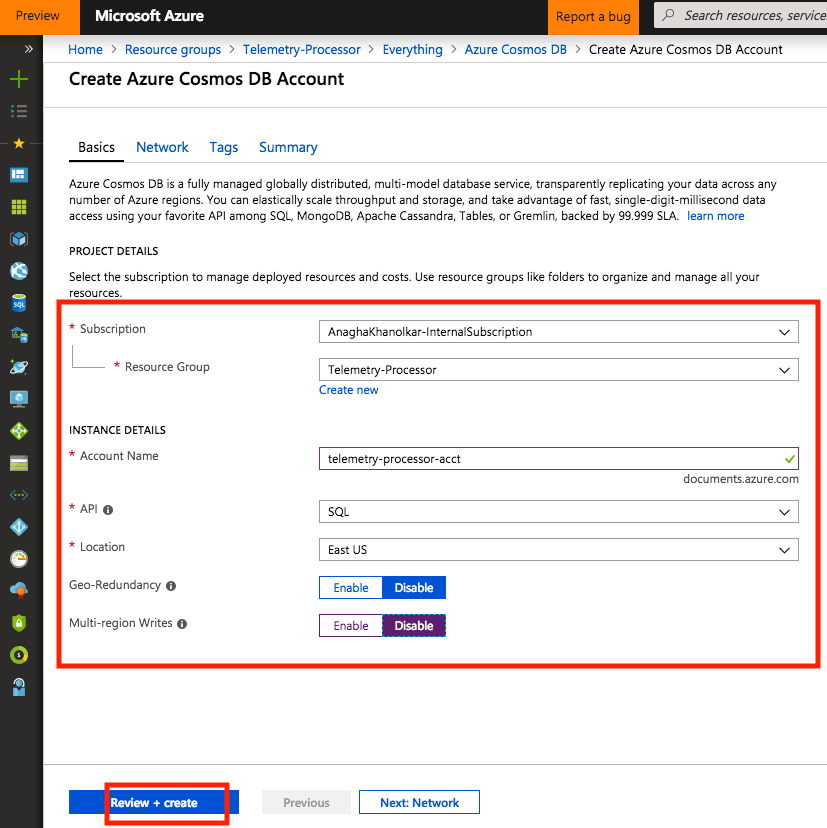 Preview
Microsoft Azure
Report a bug
Search resources, service
Home > Resource groups > Telemetry-Processor > Everything > Azure Cosmos DB > Create Azure Cosmos DB Account
Create Azure Cosmos DB Account
Basics Network Tags Summary
Azure Cosmos DB is a fully managed globally distributed, multi-model database service, transparently replicating your data across any
number of Azure regions. You can elastically scale throughput and storage, and take advantage of fast, single-digit-millisecond data
access using your favorite API among SQL, MongoDB, Apache Cassandra, Tables, or Gremlin, backed by 99.999 SLA. learn more
PROJECT DETAILS
Select the subscription to manage deployed resources and costs. Use resource groups like folders to organize and manage all your
resources.
* Subscription
AnaghaKhanolkar-InternalSubscription
* Resource Group
Telemetry-Processor
Create new
INSTANCE DETAILS
* Account Name
telemetry-processor-acct
documents.azure.com
* API
SQL
* Location
East US
Geo-Redundancy
Enable Disable
Multi-region Writes
Enable Disable
Review + create
Previous
Next: Network